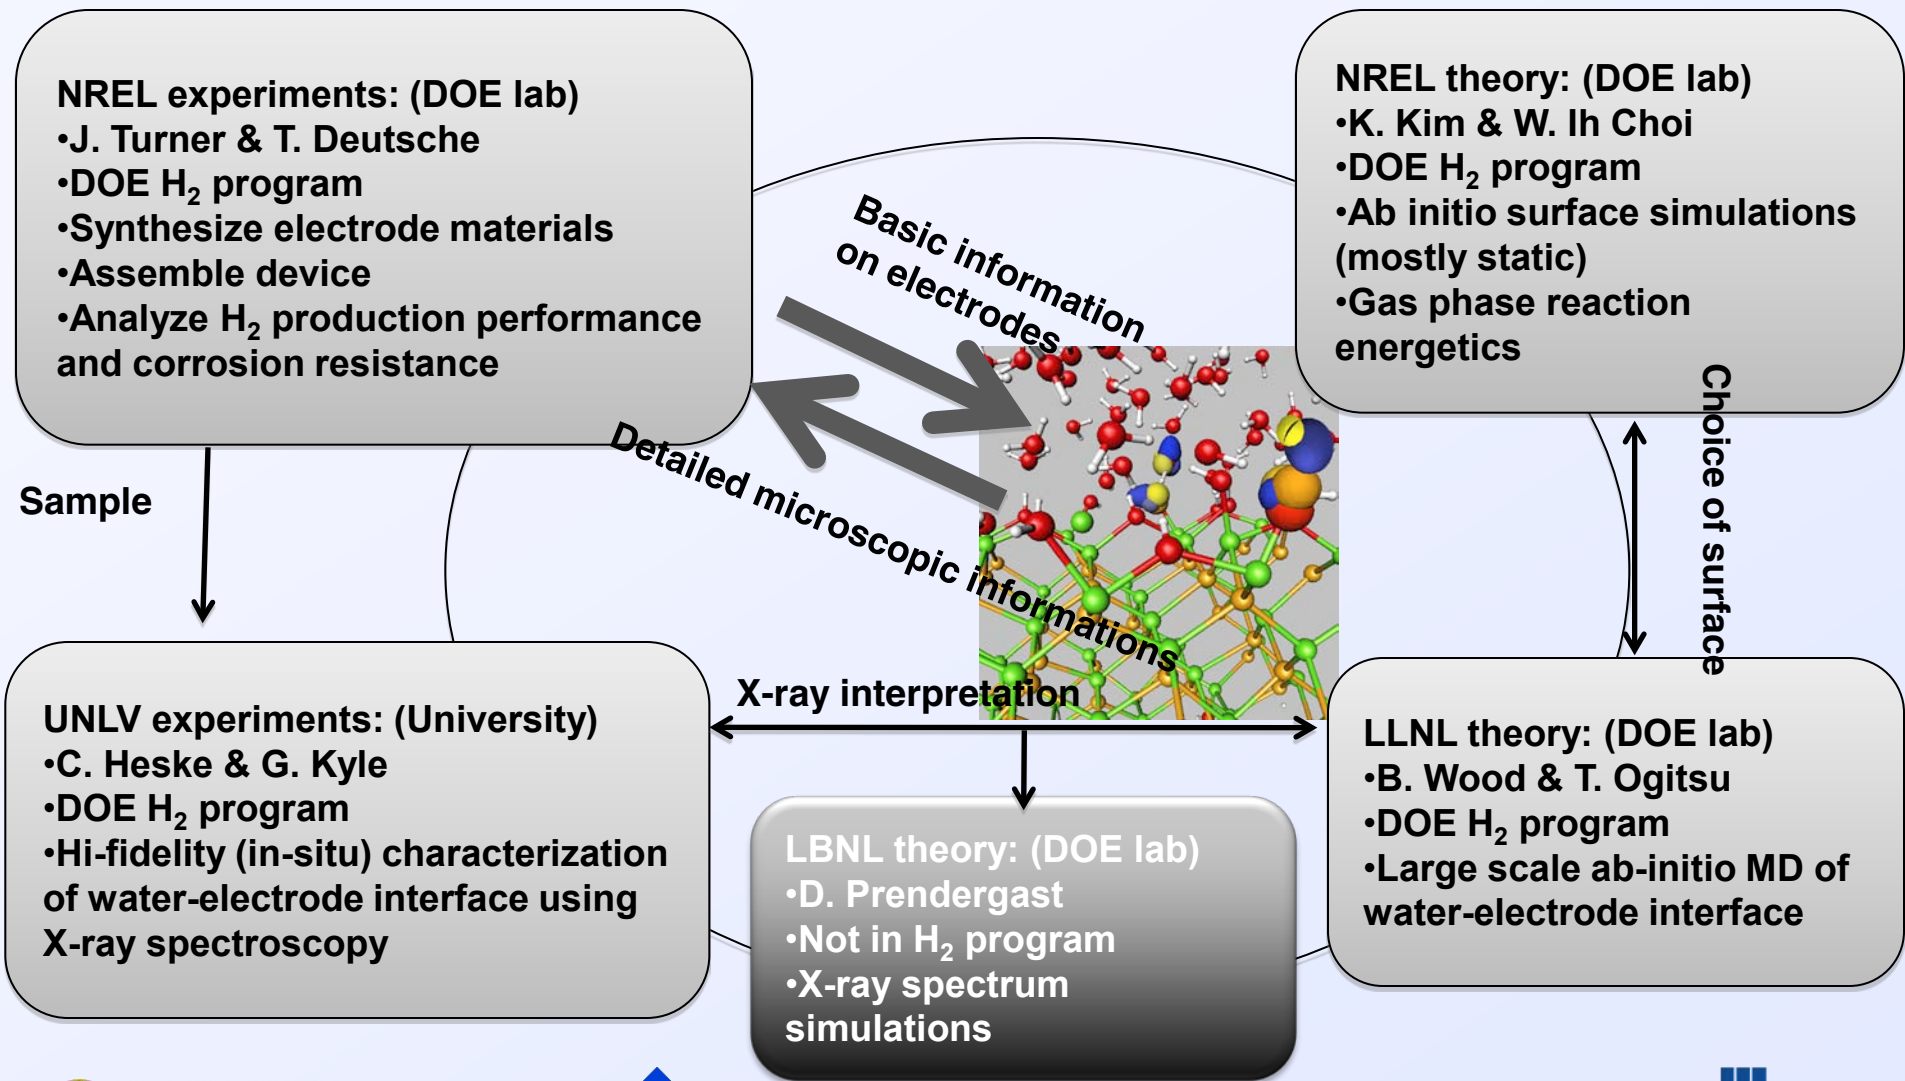 NREL experiments: (DOE lab)
•J. Turner & T. Deutsche
•DOE H₂ program
•Synthesize electrode materials
•Assemble device
•Analyze H₂ production performance
and corrosion resistance
NREL theory: (DOE lab)
•K. Kim & W. Ih Choi
•DOE H₂ program
•Ab initio surface simulations
(mostly static)
•Gas phase reaction
energetics
Basic information
on electrodes
Detailed microscopic informations
Sample
Choice of surface
X-ray interpretation
UNLV experiments: (University)
•C. Heske & G. Kyle
•DOE H₂ program
•Hi-fidelity (in-situ) characterization
of water-electrode interface using
X-ray spectroscopy
LBNL theory: (DOE lab)
•D. Prendergast
•Not in H₂ program
•X-ray spectrum
simulations
LLNL theory: (DOE lab)
•B. Wood & T. Ogitsu
•DOE H₂ program
•Large scale ab-initio MD of
water-electrode interface